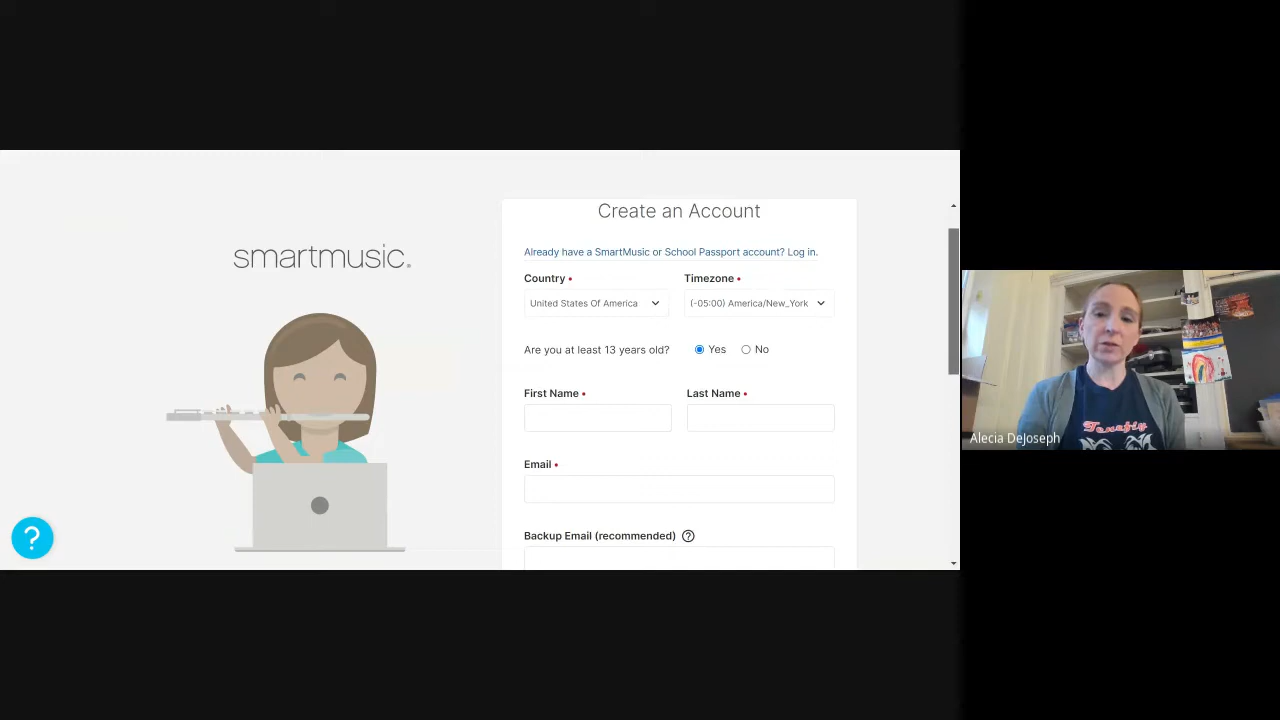 Create an Account
smartmusic.
Already have a SmartMusic or School Passport account? Log in.
Country • Timezone •
United States Of America (-05:00) America/New_York
Are you at least 13 years old? Yes No
First Name • Last Name •
Email •
Backup Email (recommended) ?
?
Tenafly
Alecia DeJoseph